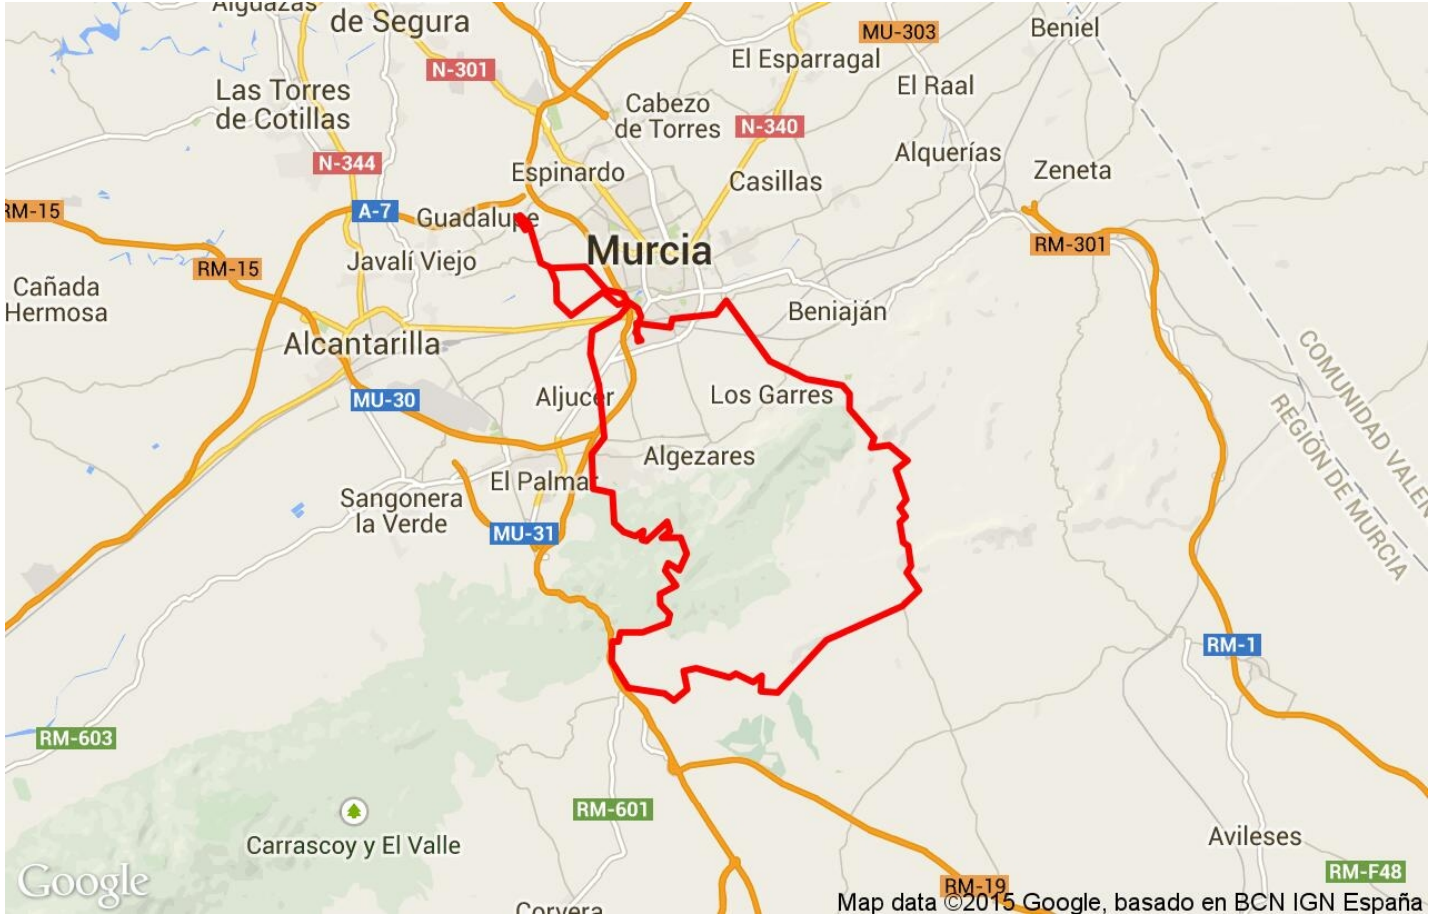 Alguazas
de Segura
MU-303
Beniel
N-301
El Esparragal
El Raal
Las Torres
de Cotillas
Cabezo
de Torres
N-340
N-344
Alquerías
Zeneta
Espinardo
Casillas
RM-15
A-7
Guadalupe
Murcia
RM-301
RM-15
Javalí Viejo
Cañada
Hermosa
Beniaján
Alcantarilla
COMUNIDAD VALEN
REGIÓN DE MURCIA
MU-30
Aljucer
Los Garres
Algezares
El Palmar
Sangonera
la Verde
MU-31
RM-1
RM-603
RM-601
Carrascoy y El Valle
Avileses
RM-F48
Google
RM-19
Corvera
Map data ©2015 Google, basado en BCN IGN España